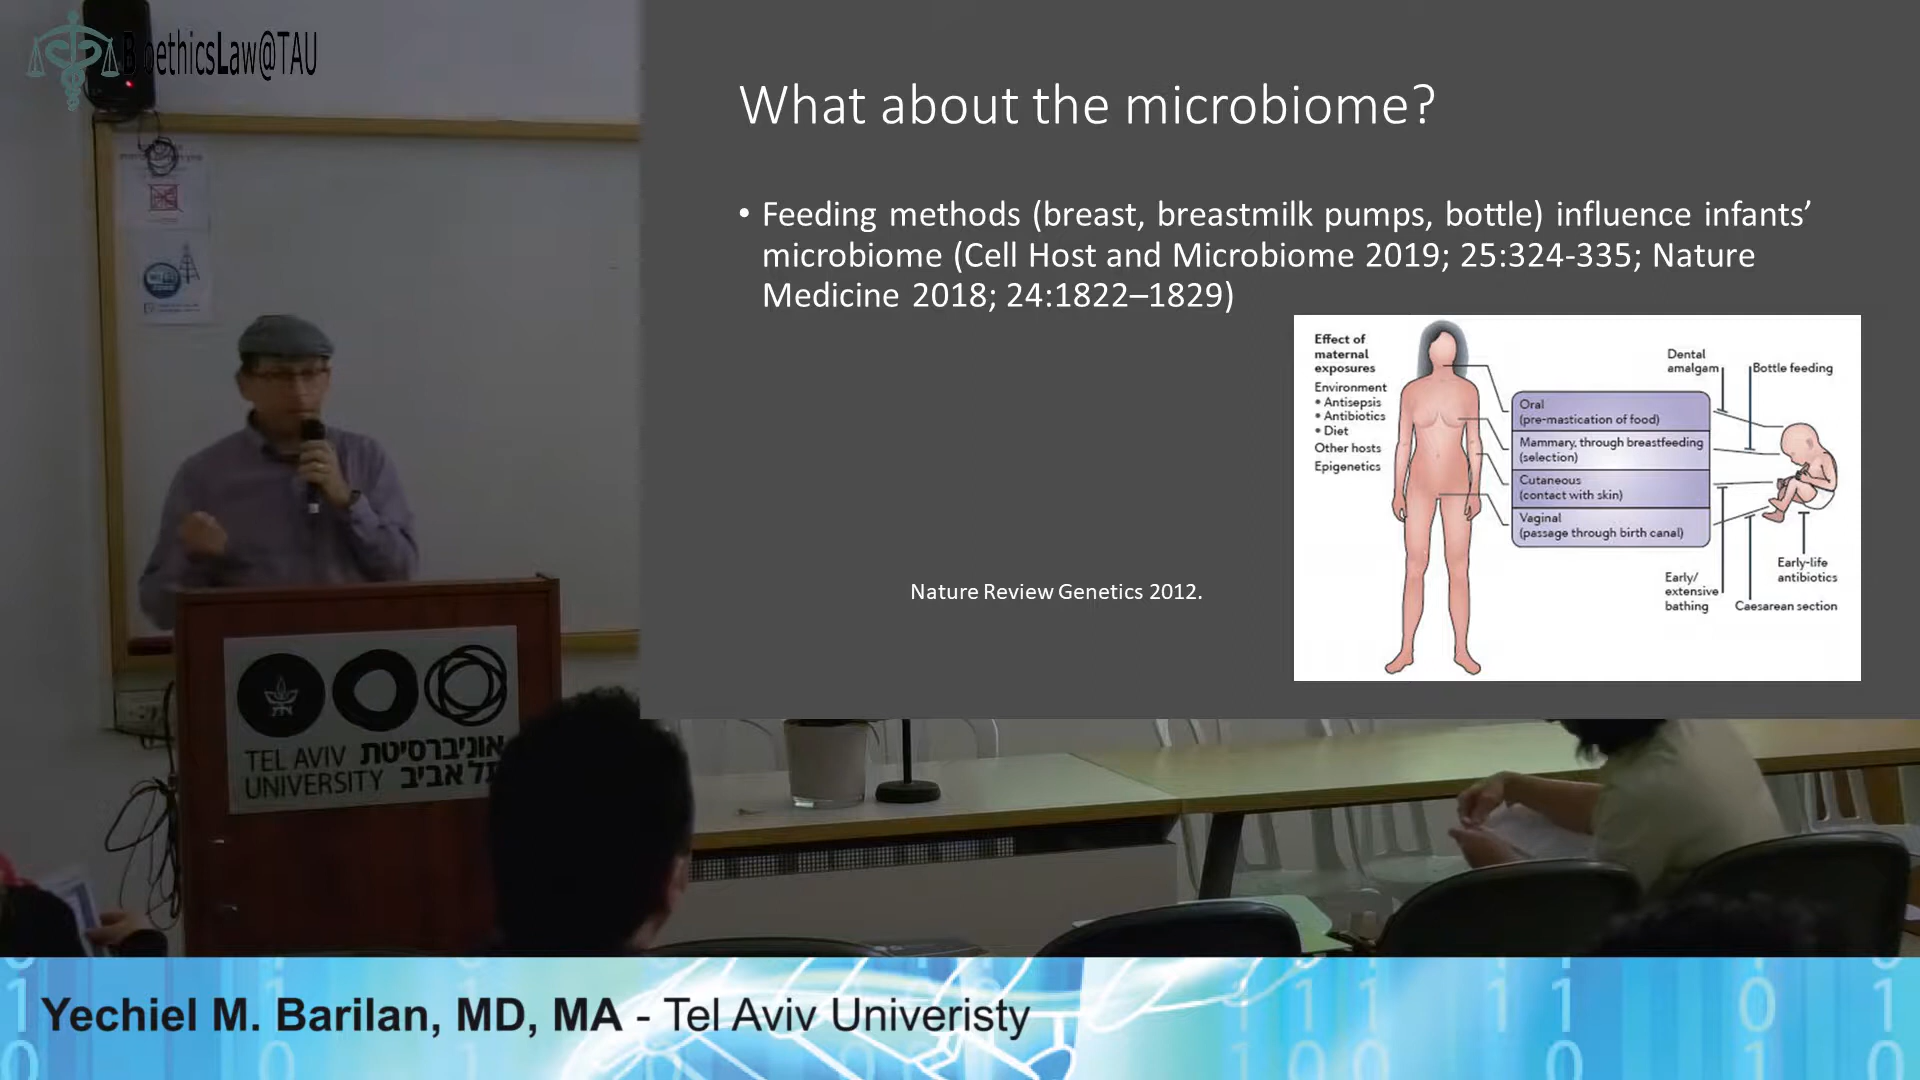 BioethicsLaw@TAU
What about the microbiome?
• Feeding methods (breast, breastmilk pumps, bottle) influence infants’
microbiome (Cell Host and Microbiome 2019; 25:324-335; Nature
Medicine 2018; 24:1822–1829)
Effect of
maternal
exposures
Environment
• Antisepsis
• Antibiotics
• Diet
Other hosts
Epigenetics
Oral
(pre-mastication of food)
Mammary, through breastfeeding
(selection)
Cutaneous
(contact with skin)
Vaginal
(passage through birth canal)
Dental
amalgam
Bottle feeding
Early/
extensive
bathing
Caesarean section
Early-life
antibiotics
Nature Review Genetics 2012.
TEL AVIV אוניברסיטת
UNIVERSITY תל אביב
Yechiel M. Barilan, MD, MA - Tel Aviv Univeristy